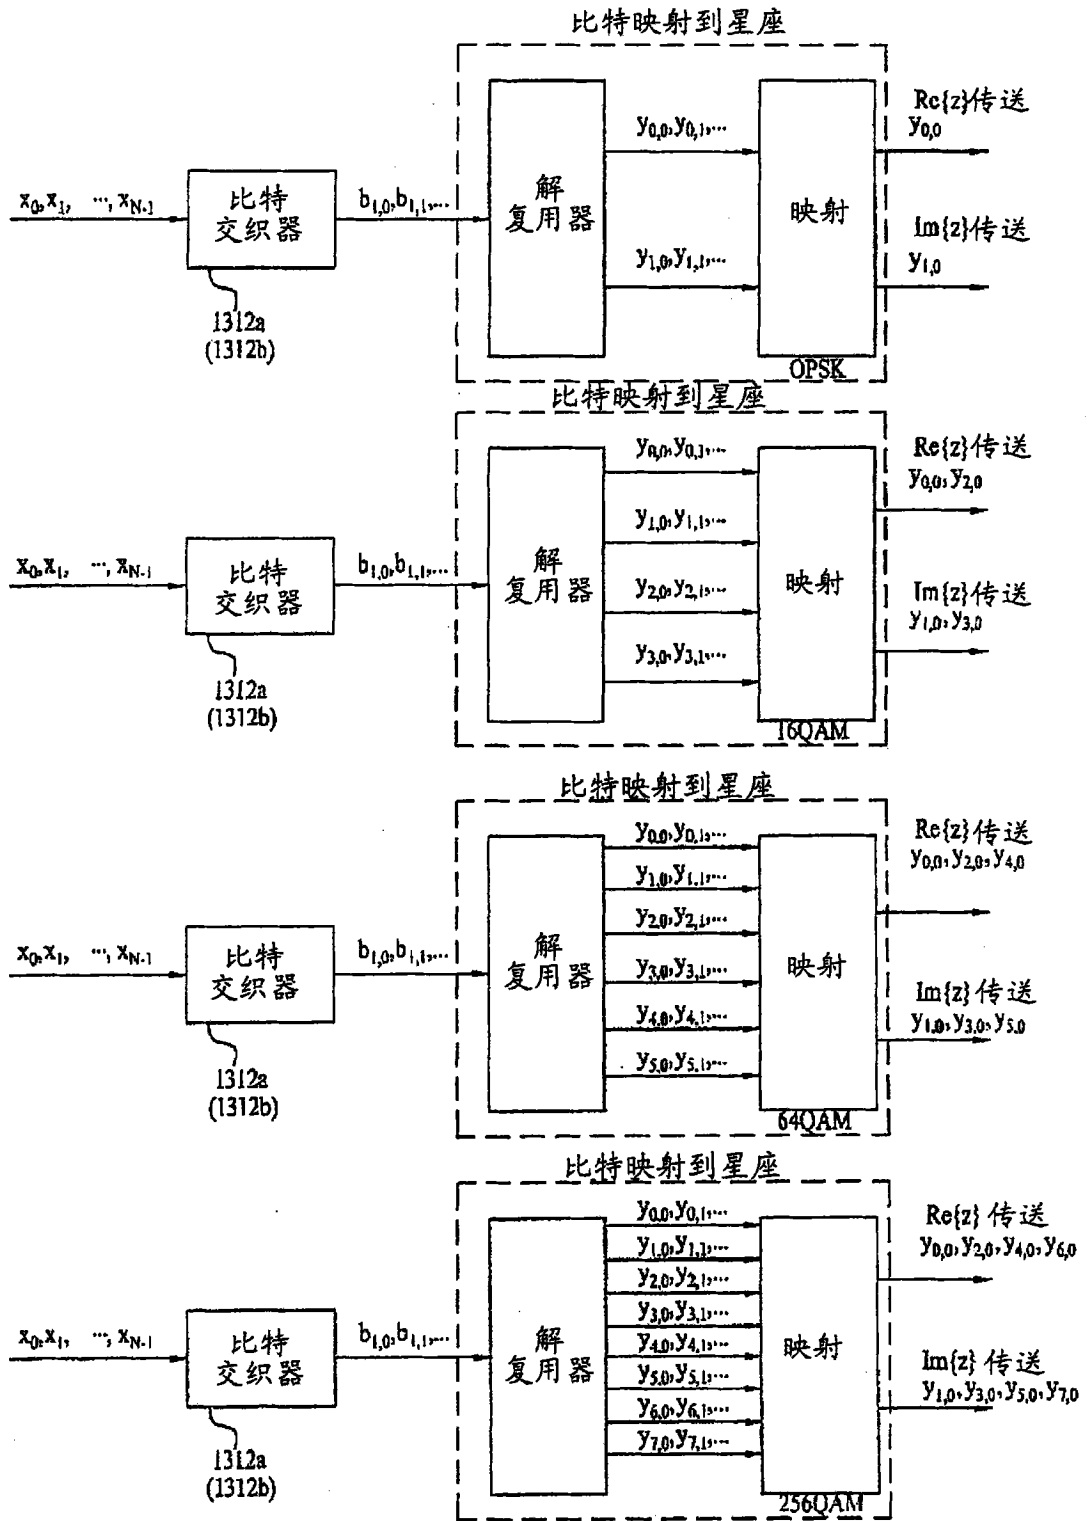 比特映射到星座
x0,x1, ...,xN-1
比特
交织器
1312a
(1312b)
b1,0,b1,1,...
解
复用器
y0,0,y0,1,...
y1,0,y1,1,...
映射
OPSK
Rc{z}传送
y0,0
Im{z}传送
y1,0
比特映射到星座
x0,x1, ...,xN-1
比特
交织器
1312a
(1312b)
b1,0,b1,1,...
解
复用器
y0,0,y0,1,...
y1,0,y1,1,...
y2,0,y2,1,...
y3,0,y3,1,...
映射
16QAM
Re{z}传送
y0,0,y2,0
Im{z}传送
y1,0,y3,0
比特映射到星座
x0,x1, ...,xN-1
比特
交织器
1312a
(1312b)
b1,0,b1,1,...
解
复用器
y0,0,y0,1,...
y1,0,y1,1,...
y2,0,y2,1,...
y3,0,y3,1,...
y4,0,y4,1,...
y5,0,y5,1,...
映射
64QAM
Re{z}传送
y0,0,y2,0,y4,0
Im{z}传送
y1,0,y3,0,y5,0
比特映射到星座
x0,x1, ...,xN-1
比特
交织器
1312a
(1312b)
b1,0,b1,1,...
解
复用器
y0,0,y0,1,...
y1,0,y1,1,...
y2,0,y2,1,...
y3,0,y3,1,...
y4,0,y4,1,...
y5,0,y5,1,...
y6,0,y6,1,...
y7,0,y7,1,...
映射
256QAM
Re{z}传送
y0,0,y2,0,y4,0,y6,0
Im{z}传送
y1,0,y3,0,y5,0,y7,0